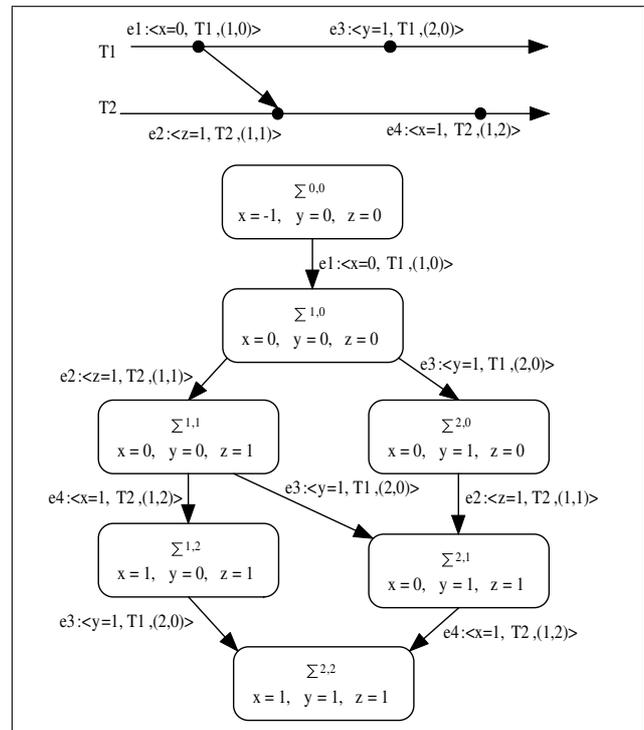 e1:<x=0, T1,(1,0)> e3:<y=1, T1,(2,0)>
T1
T2
e2:<z=1, T2,(1,1)> e4:<x=1, T2,(1,2)>
∑0,0
x = -1, y = 0, z = 0
e1:<x=0, T1,(1,0)>
∑1,0
x = 0, y = 0, z = 0
e2:<z=1, T2,(1,1)> e3:<y=1, T1,(2,0)>
∑1,1 ∑2,0
x = 0, y = 0, z = 1 x = 0, y = 1, z = 0
e4:<x=1, T2,(1,2)> e3:<y=1, T1,(2,0)> e2:<z=1, T2,(1,1)>
∑1,2 ∑2,1
x = 1, y = 0, z = 1 x = 0, y = 1, z = 1
e3:<y=1, T1,(2,0)> e4:<x=1, T2,(1,2)>
∑2,2
x = 1, y = 1, z = 1